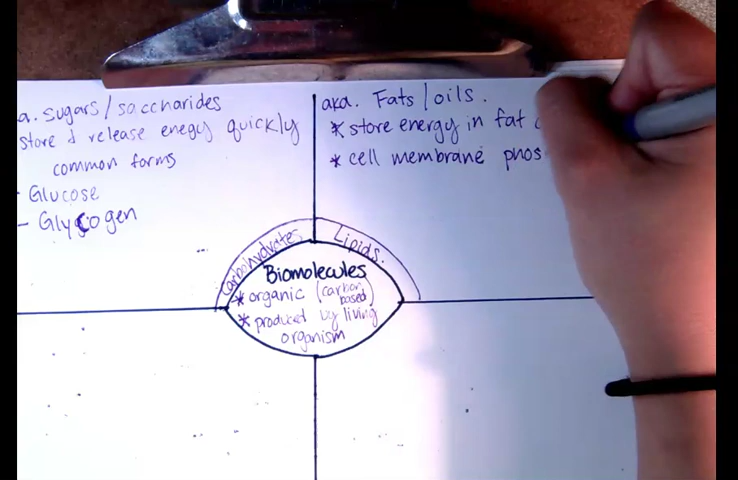 a. Sugars/saccharides
store & release enegy quickly
common forms
- Glucose
- Glycogen
aka. Fats/oils.
* store energy in fat c
* cell membrane phos
Carbohydrates
Lipids.
Biomolecules
* organic (carbon based)
* produced by living
organism